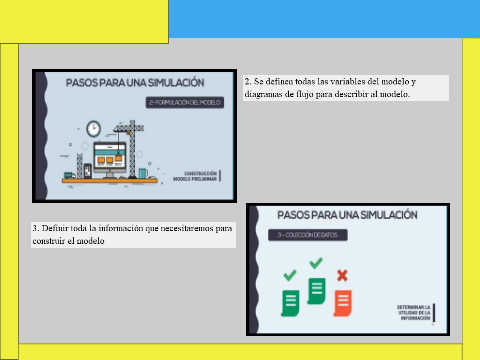 PASOS PARA UNA SIMULACIÓN
2- FORMULACIÓN DEL MODELO
CONSTRUCCIÓN
MODELO PRELIMINAR
2. Se definen todas las variables del modelo y
diagramas de flujo para describir al modelo.
3. Definir toda la información que necesitaremos para
construir el modelo
PASOS PARA UNA SIMULACIÓN
3 - COLECCIÓN DE DATOS
DETERMINAR LA
UTILIDAD DE LA
INFORMACIÓN